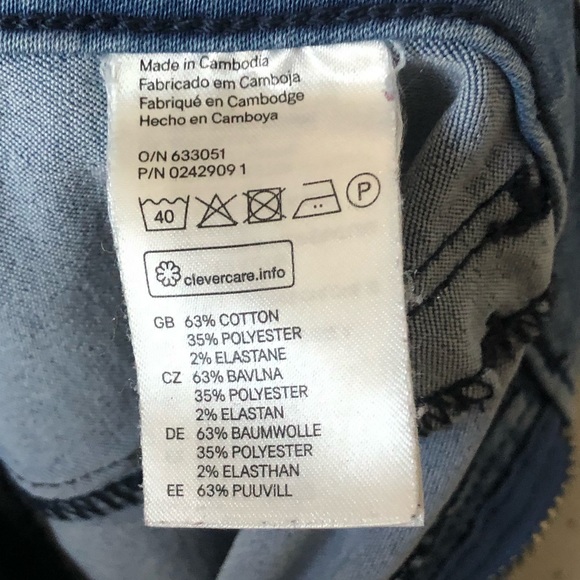 Made in Cambodia
Fabricado em Camboja
Fabriqué en Cambodge
Hecho en Camboya
O/N 633051
P/N 0242909 1
40 P
clevercare.info
GB 63% COTTON
35% POLYESTER
2% ELASTANE
CZ 63% BAVLNA
35% POLYESTER
2% ELASTAN
DE 63% BAUMWOLLE
35% POLYESTER
2% ELASTHAN
EE 63% PUUVILL